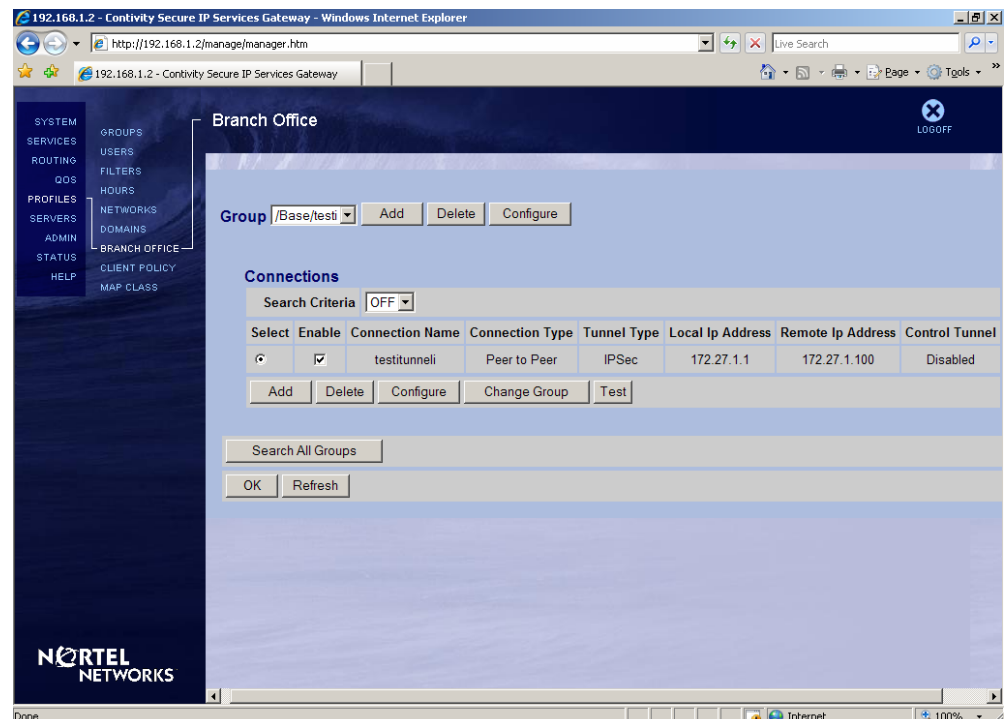 192.168.1.2 - Contivity Secure IP Services Gateway - Windows Internet Explorer
http://192.168.1.2/manage/manager.htm
Live Search
192.168.1.2 - Contivity Secure IP Services Gateway
Page
Tools
»
SYSTEM
SERVICES
ROUTING
QOS
PROFILES
SERVERS
ADMIN
STATUS
HELP
GROUPS
USERS
FILTERS
HOURS
NETWORKS
DOMAINS
BRANCH OFFICE
CLIENT POLICY
MAP CLASS
Branch Office
LOGOFF
Group /Base/testi Add Delete Configure
Connections
Search Criteria OFF
Select Enable Connection Name Connection Type Tunnel Type Local Ip Address Remote Ip Address Control Tunnel
testitunneli Peer to Peer IPSec 172.27.1.1 172.27.1.100 Disabled
Add Delete Configure Change Group Test
Search All Groups
OK Refresh
NORTEL
NETWORKS
Done Internet 100%